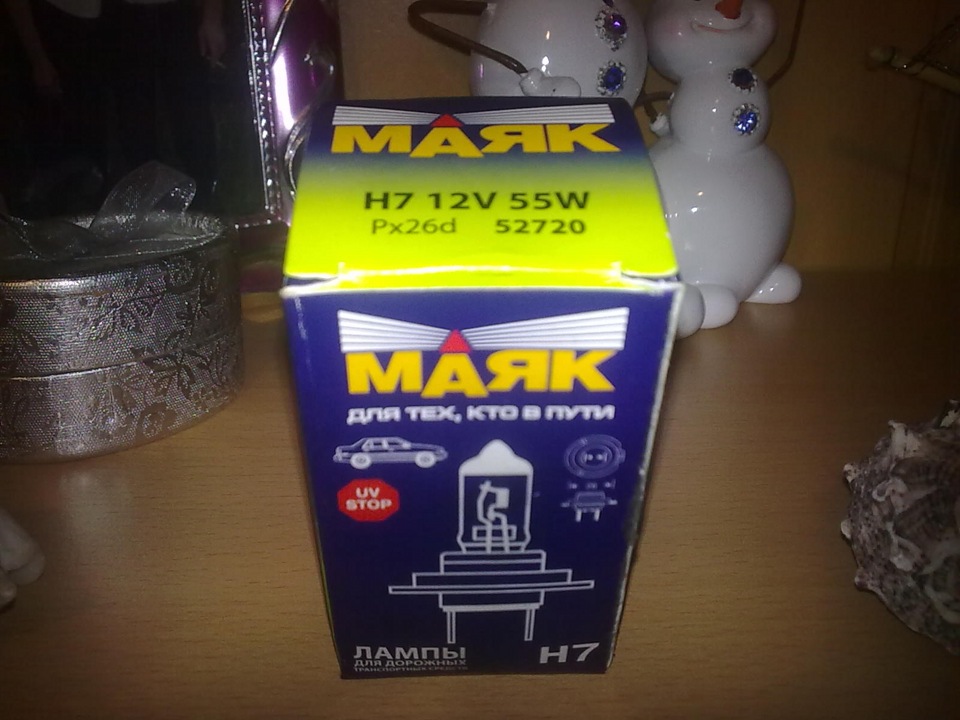 МАЯК
H7 12V 55W
Px26d 52720
МАЯК
ДЛЯ ТЕХ, КТО В ПУТИ
UV
STOP
ЛАМПЫ
ДЛЯ ДОРОЖНЫХ
ТРАНСПОРТНЫХ СРЕДСТВ
H7